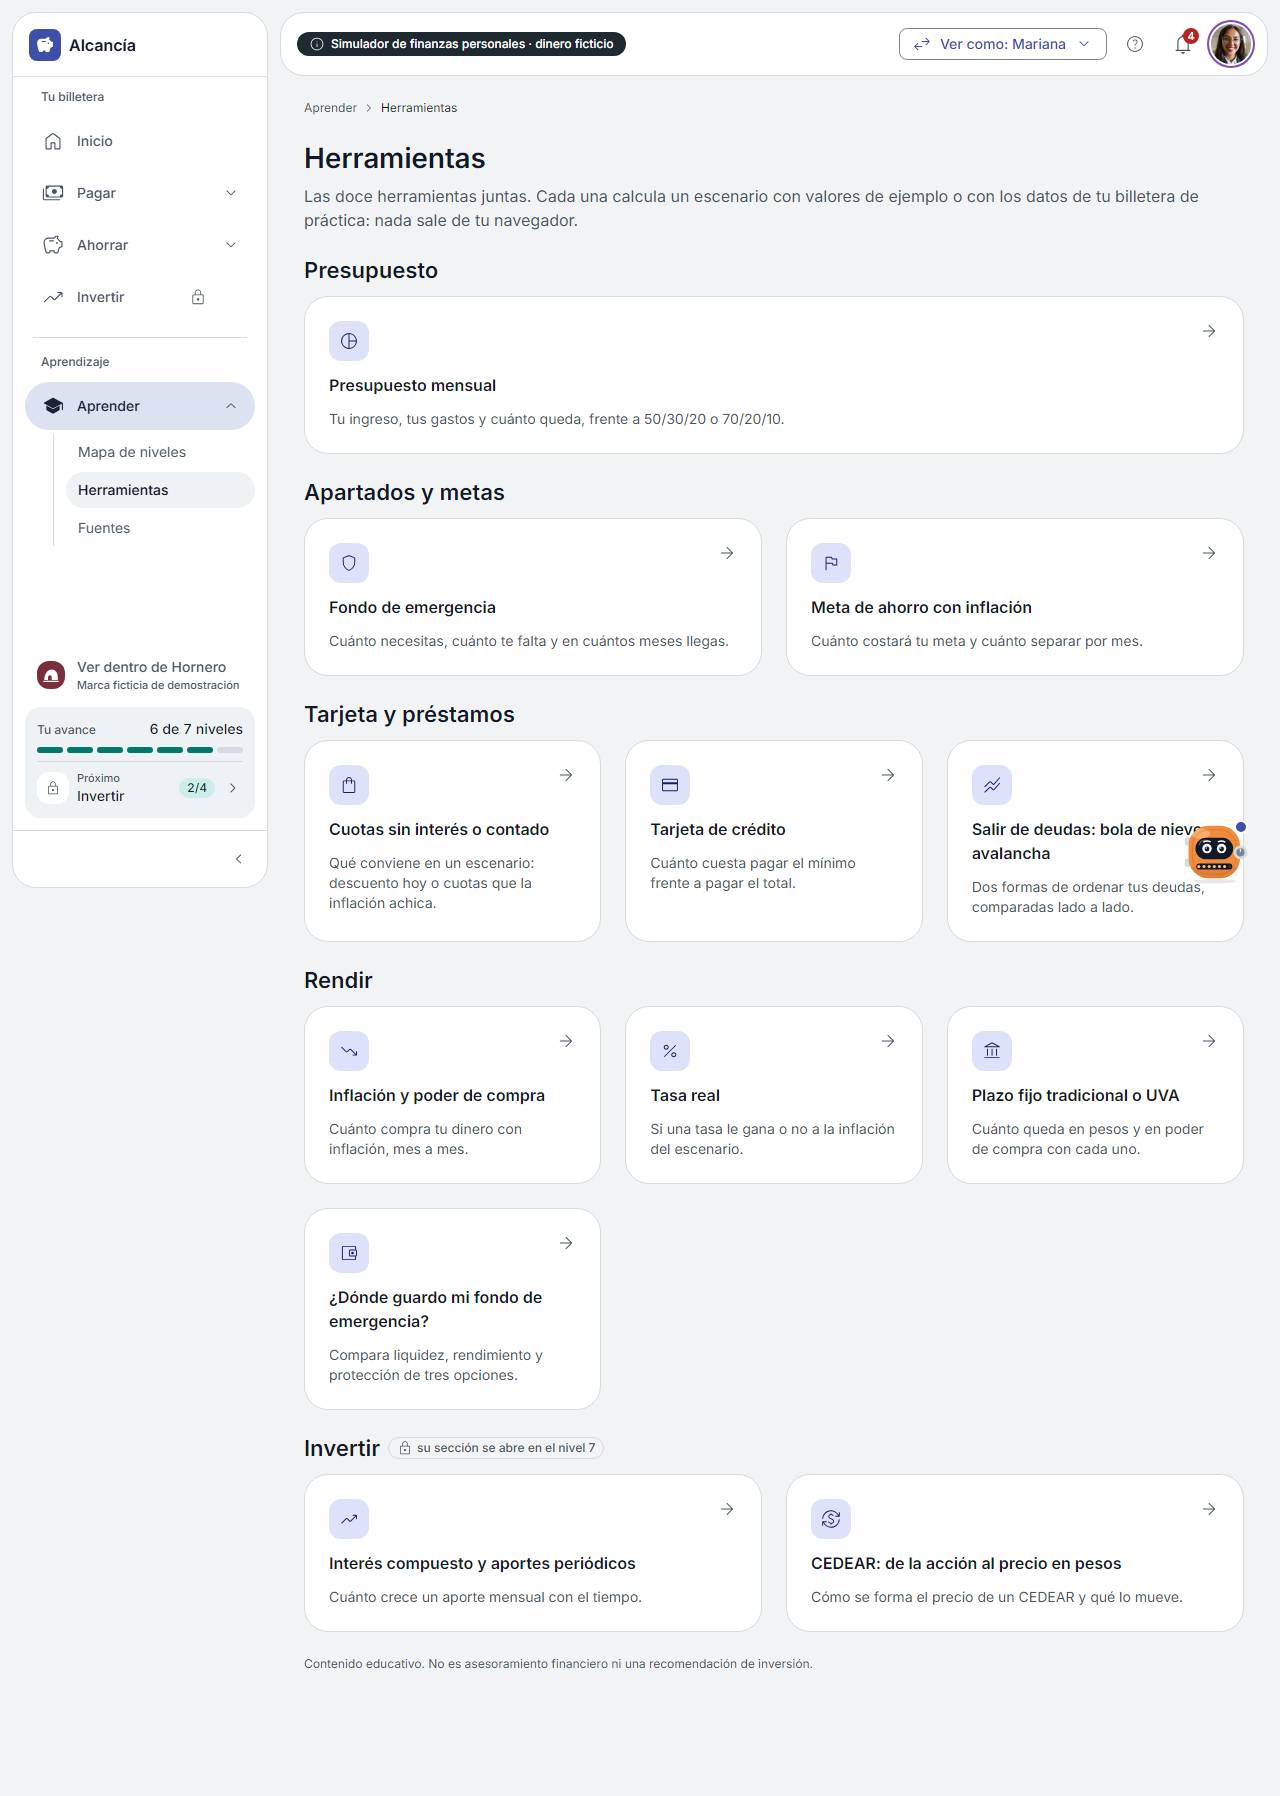 Alcancía
Tu billetera
Inicio
Pagar
Ahorrar
Invertir
Aprendizaje
Aprender
Mapa de niveles
Herramientas
Fuentes
Ver dentro de Hornero
Marca ficticia de demostración
Tu avance 6 de 7 niveles
Próximo
Invertir 2/4
Simulador de finanzas personales · dinero ficticio
Ver como: Mariana
4
Aprender > Herramientas
Herramientas
Las doce herramientas juntas. Cada una calcula un escenario con valores de ejemplo o con los datos de tu billetera de
práctica: nada sale de tu navegador.
Presupuesto
Presupuesto mensual
Tu ingreso, tus gastos y cuánto queda, frente a 50/30/20 o 70/20/10.
Apartados y metas
Fondo de emergencia
Cuánto necesitas, cuánto te falta y en cuántos meses llegas.
Meta de ahorro con inflación
Cuánto costará tu meta y cuánto separar por mes.
Tarjeta y préstamos
Cuotas sin interés o contado
Qué conviene en un escenario:
descuento hoy o cuotas que la
inflación achica.
Tarjeta de crédito
Cuánto cuesta pagar el mínimo
frente a pagar el total.
Salir de deudas: bola de nieve
avalancha
Dos formas de ordenar tus deudas,
comparadas lado a lado.
Rendir
Inflación y poder de compra
Cuánto compra tu dinero con
inflación, mes a mes.
Tasa real
Si una tasa le gana o no a la inflación
del escenario.
Plazo fijo tradicional o UVA
Cuánto queda en pesos y en poder
de compra con cada uno.
¿Dónde guardo mi fondo de
emergencia?
Compara liquidez, rendimiento y
protección de tres opciones.
Invertir su sección se abre en el nivel 7
Interés compuesto y aportes periódicos
Cuánto crece un aporte mensual con el tiempo.
CEDEAR: de la acción al precio en pesos
Cómo se forma el precio de un CEDEAR y qué lo mueve.
Contenido educativo. No es asesoramiento financiero ni una recomendación de inversión.